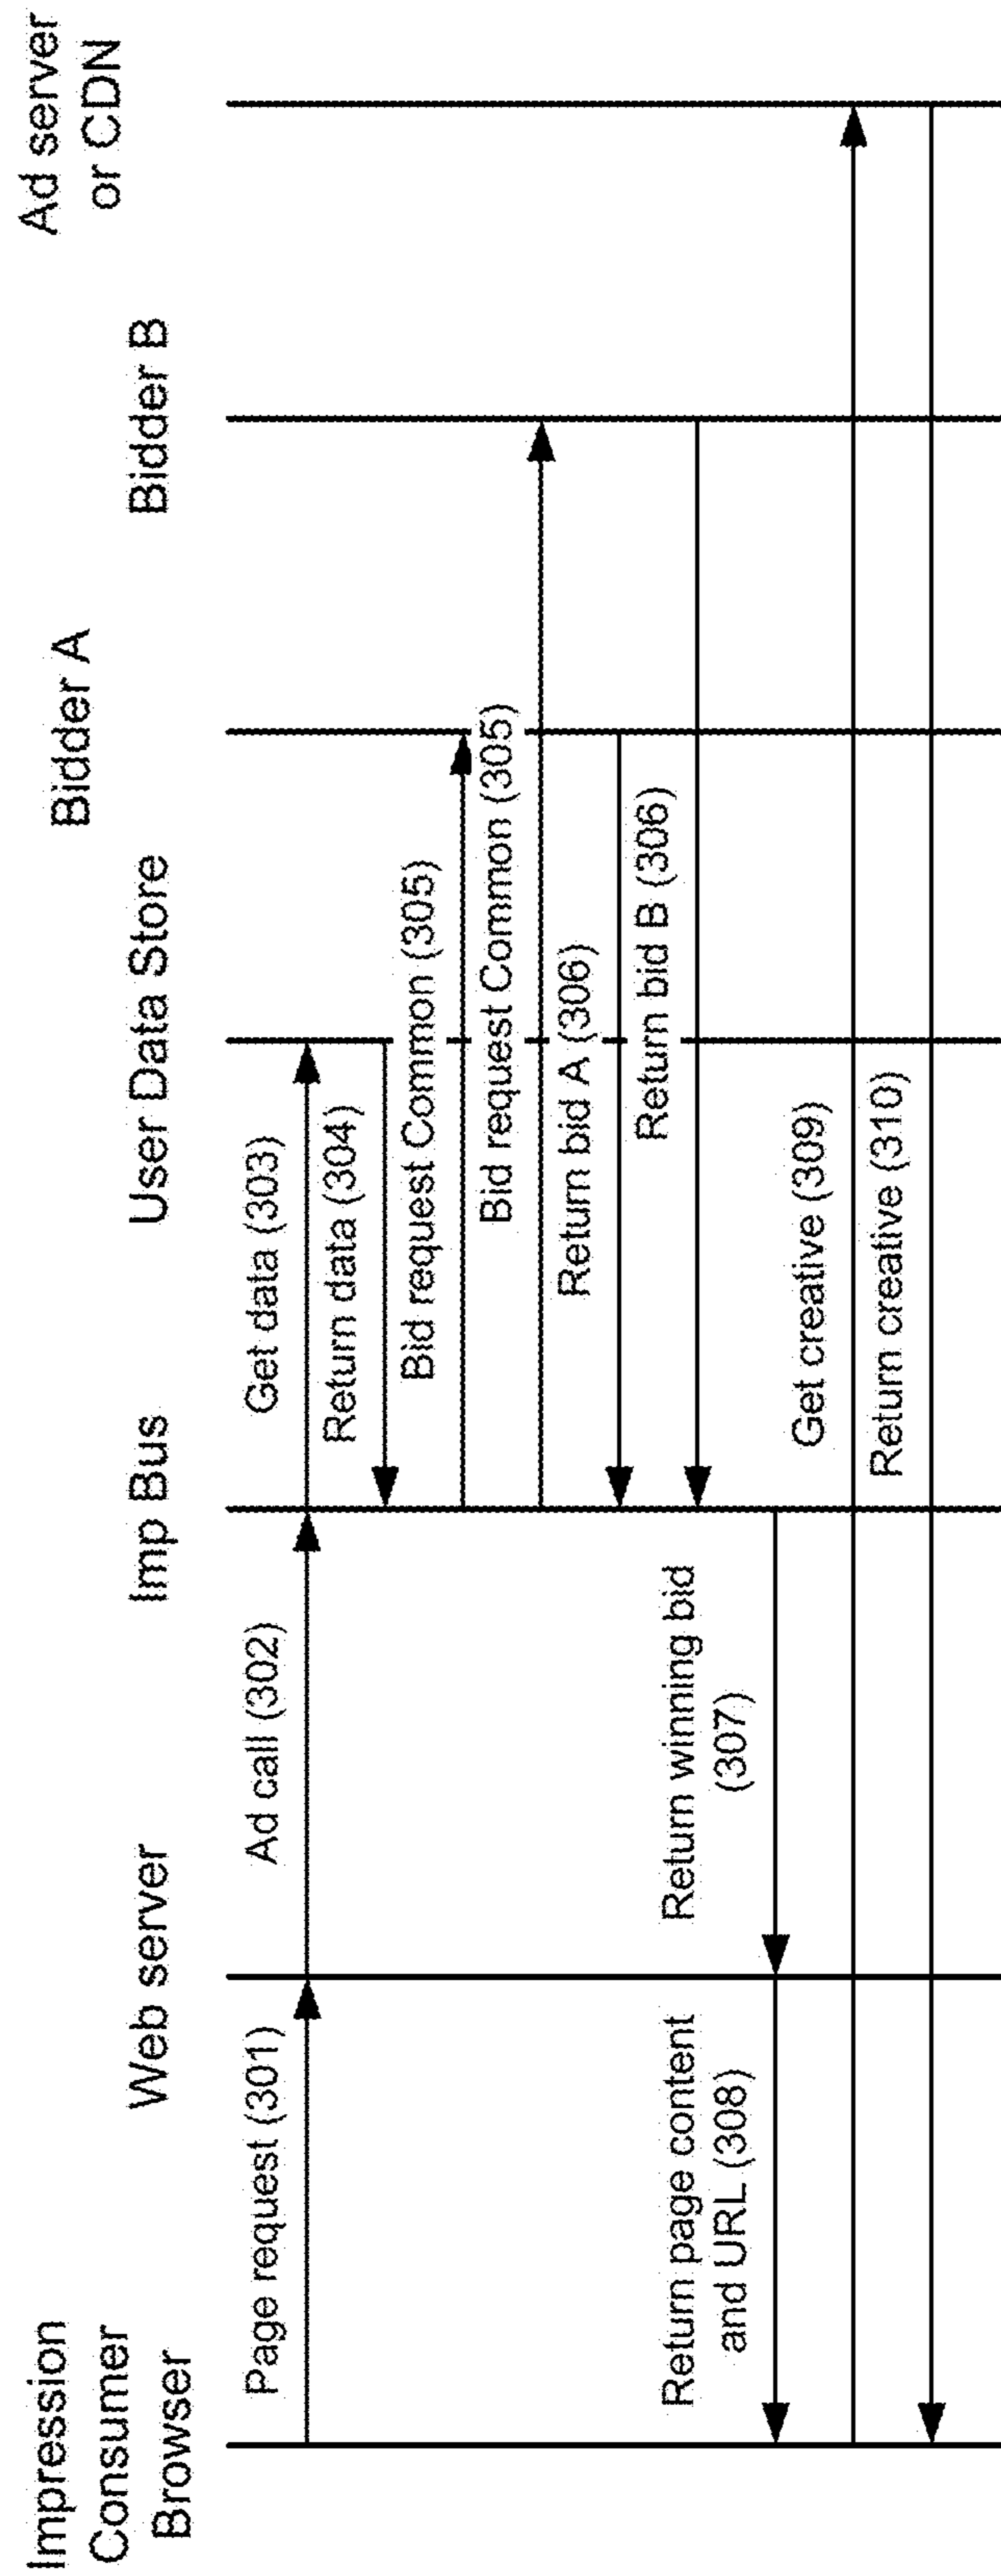 Impression
Consumer
Browser
Web server
Imp Bus
User Data Store
Bidder A
Bidder B
Ad server
or CDN
Page request (301)
Ad call (302)
Get data (303)
Return data (304)
Bid request Common (305)
Bid request Common (305)
Return bid A (306)
Return bid B (306)
Return winning bid
(307)
Return page content
and URL (308)
Get creative (309)
Return creative (310)